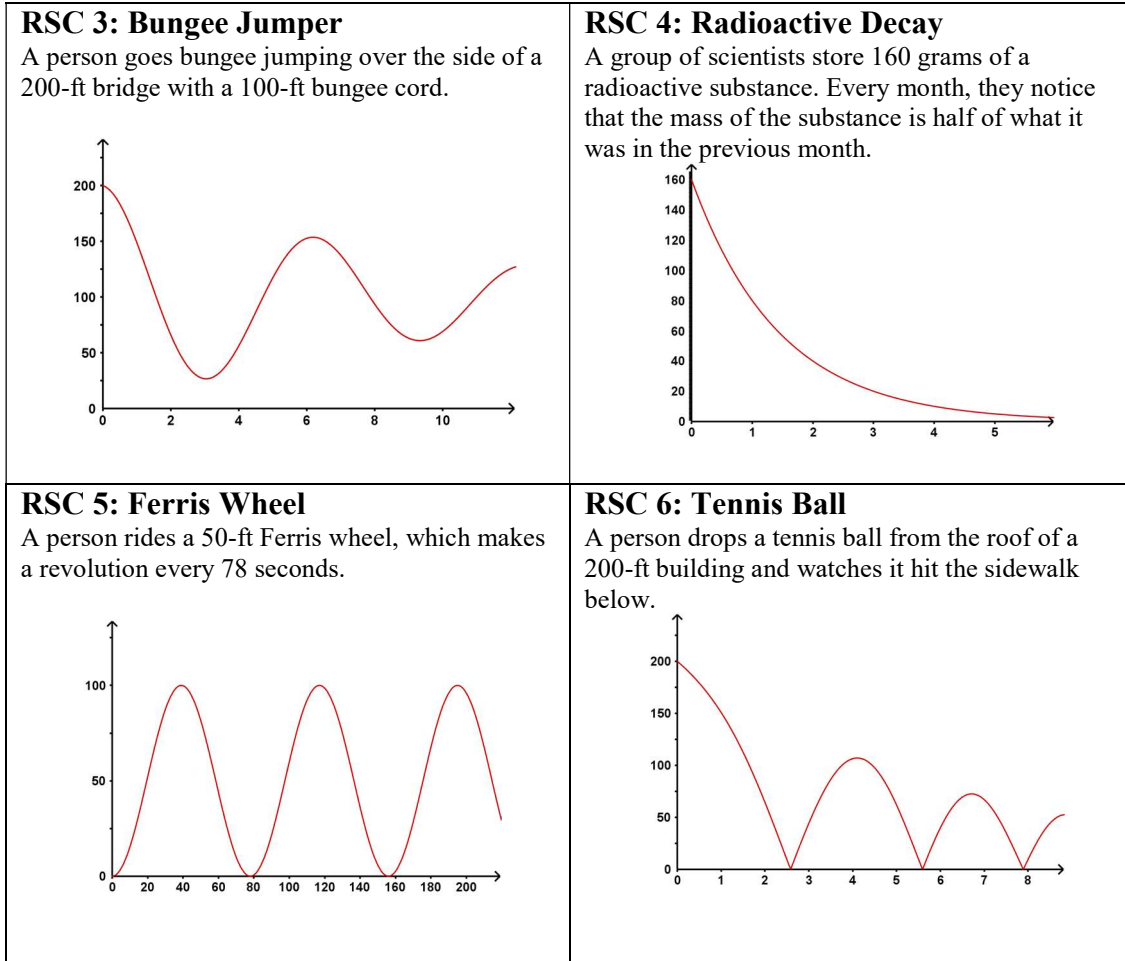 RSC 3: Bungee Jumper
A person goes bungee jumping over the side of a
200-ft bridge with a 100-ft bungee cord.
200
150
100
50
0
0 2 4 6 8 10
RSC 4: Radioactive Decay
A group of scientists store 160 grams of a
radioactive substance. Every month, they notice
that the mass of the substance is half of what it
was in the previous month.
160
140
120
100
80
60
40
20
0
0 1 2 3 4 5
RSC 5: Ferris Wheel
A person rides a 50-ft Ferris wheel, which makes
a revolution every 78 seconds.
100
50
0
0 20 40 60 80 100 120 140 160 180 200
RSC 6: Tennis Ball
A person drops a tennis ball from the roof of a
200-ft building and watches it hit the sidewalk
below.
200
150
100
50
0
0 1 2 3 4 5 6 7 8